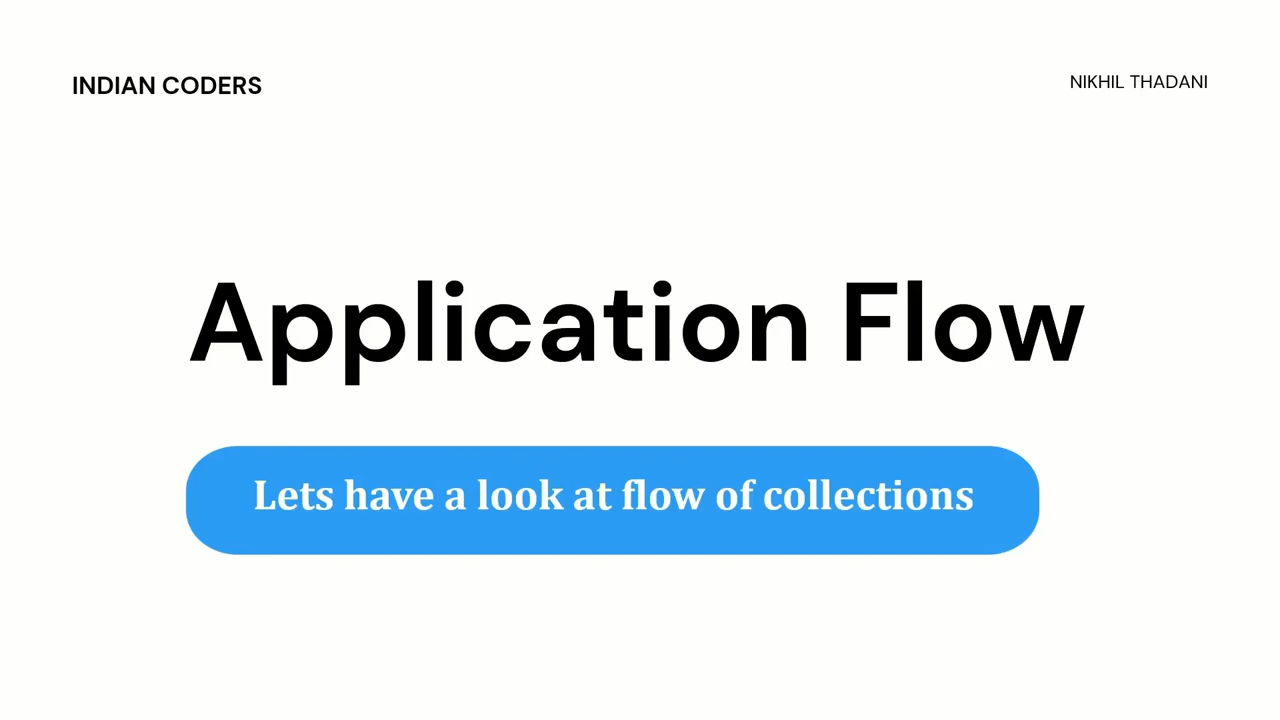 INDIAN CODERS
NIKHIL THADANI
Application Flow
Lets have a look at flow of collections